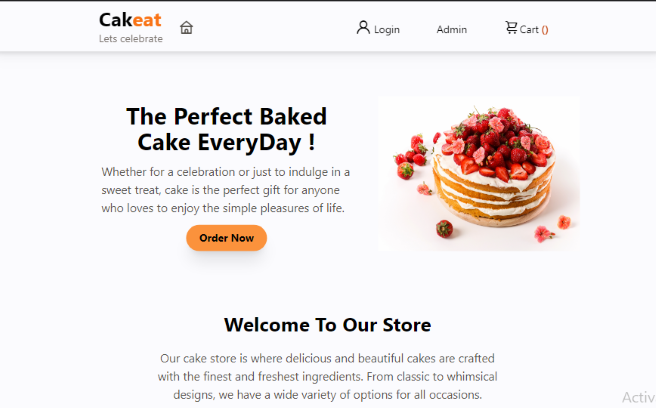 Cakeat
Lets celebrate
Login
Admin
Cart ()
The Perfect Baked
Cake EveryDay !
Whether for a celebration or just to indulge in a
sweet treat, cake is the perfect gift for anyone
who loves to enjoy the simple pleasures of life.
Order Now
Welcome To Our Store
Our cake store is where delicious and beautiful cakes are crafted
with the finest and freshest ingredients. From classic to whimsical
designs, we have a wide variety of options for all occasions.
Activ